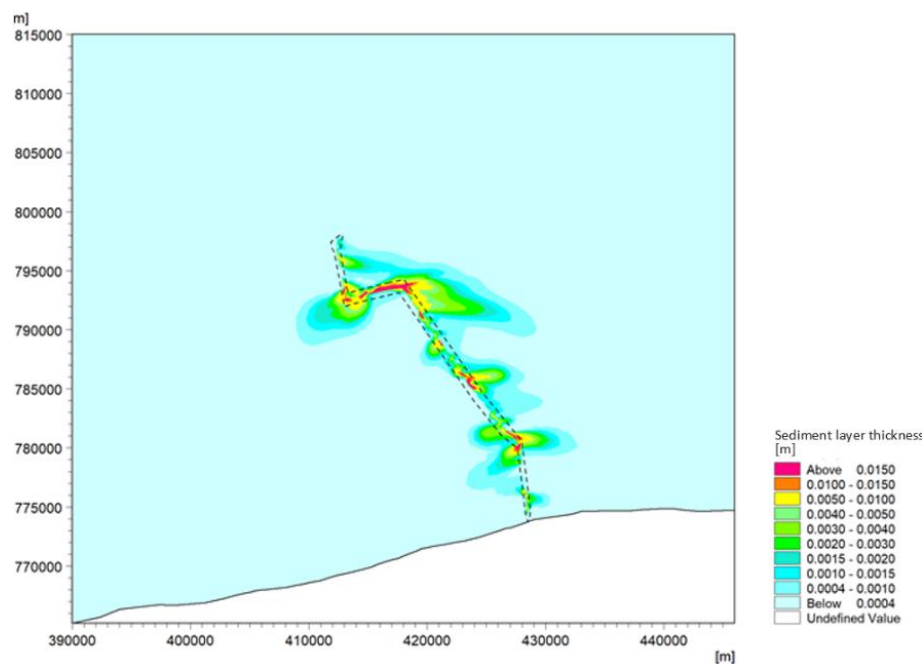 m]
815000
810000
805000
800000
795000
790000
785000
780000
775000
770000
390000 400000 410000 420000 430000 440000
[m]
Sediment layer thickness
[m]
Above 0.0150
0.0100 - 0.0150
0.0050 - 0.0100
0.0040 - 0.0050
0.0030 - 0.0040
0.0020 - 0.0030
0.0015 - 0.0020
0.0010 - 0.0015
0.0004 - 0.0010
Below 0.0004
Undefined Value